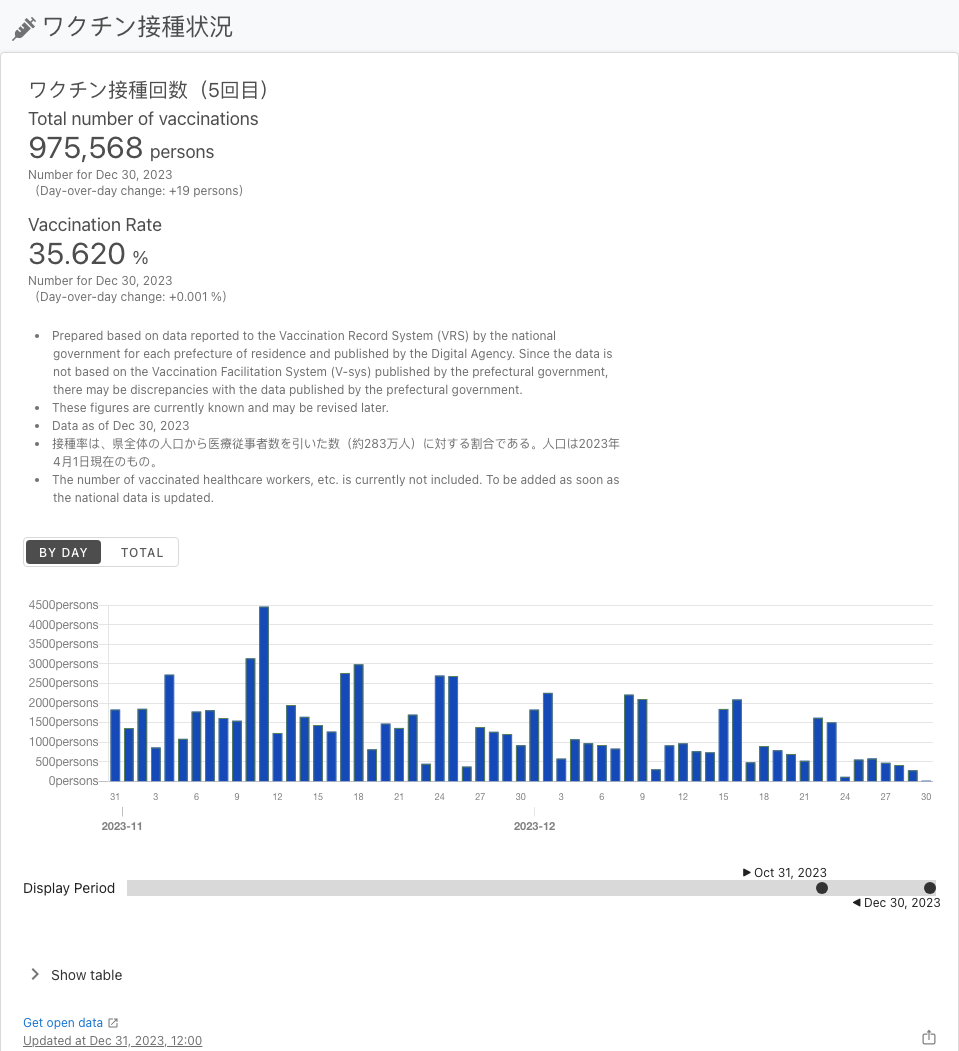 ワクチン接種状況
ワクチン接種回数（5回目）
Total number of vaccinations
975,568 persons
Number for Dec 30, 2023
（Day-over-day change: +19 persons）
Vaccination Rate
35.620 %
Number for Dec 30, 2023
（Day-over-day change: +0.001 %）
• Prepared based on data reported to the Vaccination Record System (VRS) by the national
government for each prefecture of residence and published by the Digital Agency. Since the data is
not based on the Vaccination Facilitation System (V-sys) published by the prefectural government,
there may be discrepancies with the data published by the prefectural government.
• These figures are currently known and may be revised later.
• Data as of Dec 30, 2023
• 接種率は、県全体の人口から医療従事者数を引いた数（約283万人）に対する割合である。人口は2023年
4月1日現在のもの。
• The number of vaccinated healthcare workers, etc. is currently not included. To be added as soon as
the national data is updated.
BY DAY TOTAL
4500persons
4000persons
3500persons
3000persons
2500persons
2000persons
1500persons
1000persons
500persons
0persons
31 3 6 9 12 15 18 21 24 27 30 3 6 9 12 15 18 21 24 27 30
2023-11 2023-12
▶ Oct 31, 2023
Display Period
◀ Dec 30, 2023
Show table
Get open data
Updated at Dec 31, 2023, 12:00